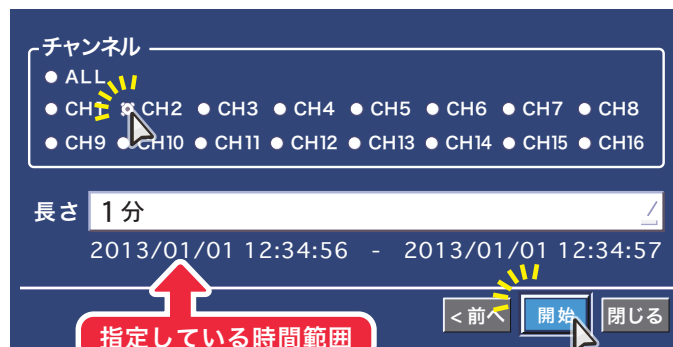 チャンネル
ALL
CH1 CH2 CH3 CH4 CH5 CH6 CH7 CH8
CH9 CH10 CH11 CH12 CH13 CH14 CH15 CH16
長さ 1分
2013/01/01 12:34:56 - 2013/01/01 12:34:57
<前へ 開始 閉じる
指定している時間範囲